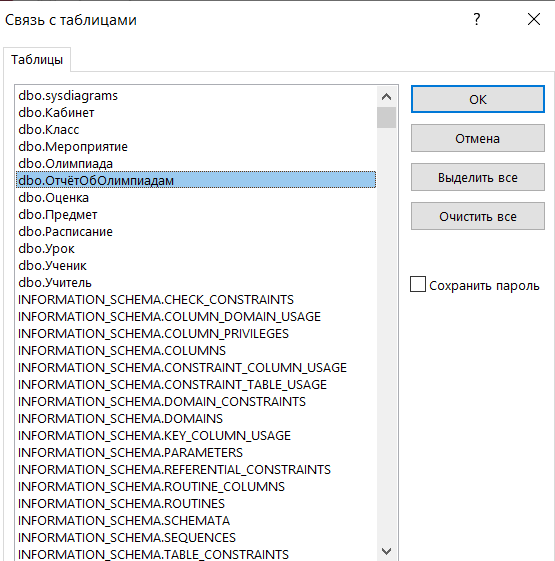 Связь с таблицами
?
Таблицы
dbo.sysdiagrams
dbo.Кабинет
dbo.Класс
dbo.Мероприятие
dbo.Олимпиада
dbo.ОтчётОбОлимпиадам
dbo.Оценка
dbo.Предмет
dbo.Расписание
dbo.Урок
dbo.Ученик
dbo.Учитель
INFORMATION_SCHEMA.CHECK_CONSTRAINTS
INFORMATION_SCHEMA.COLUMN_DOMAIN_USAGE
INFORMATION_SCHEMA.COLUMN_PRIVILEGES
INFORMATION_SCHEMA.COLUMNS
INFORMATION_SCHEMA.CONSTRAINT_COLUMN_USAGE
INFORMATION_SCHEMA.CONSTRAINT_TABLE_USAGE
INFORMATION_SCHEMA.DOMAIN_CONSTRAINTS
INFORMATION_SCHEMA.DOMAINS
INFORMATION_SCHEMA.KEY_COLUMN_USAGE
INFORMATION_SCHEMA.PARAMETERS
INFORMATION_SCHEMA.REFERENTIAL_CONSTRAINTS
INFORMATION_SCHEMA.ROUTINE_COLUMNS
INFORMATION_SCHEMA.ROUTINES
INFORMATION_SCHEMA.SCHEMATA
INFORMATION_SCHEMA.SEQUENCES
INFORMATION_SCHEMA.TABLE_CONSTRAINTS
ОК
Отмена
Выделить все
Очистить все
Сохранить пароль